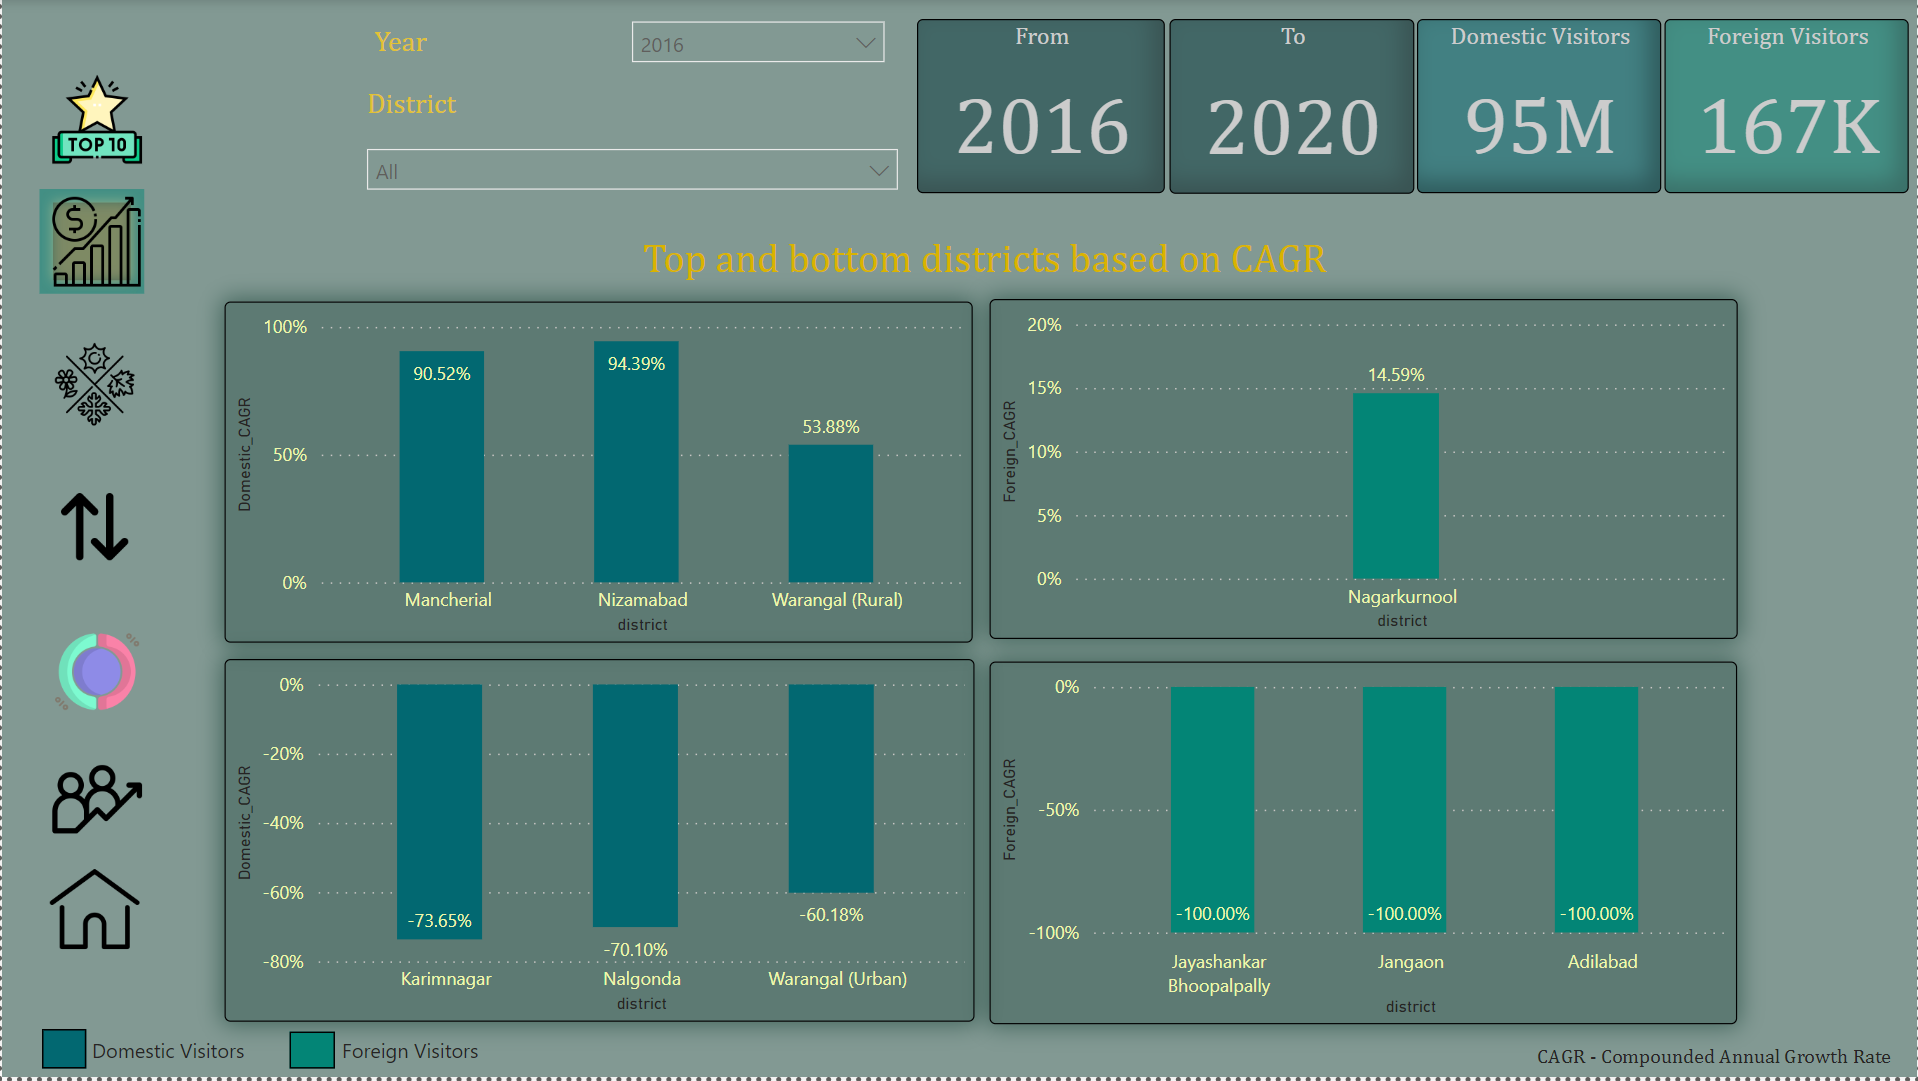 Year
2016
District
All
From
2016
To
2020
Domestic Visitors
95M
Foreign Visitors
167K
TOP 10
$
Top and bottom districts based on CAGR
Domestic_CAGR
100%
50%
0%
90.52%
94.39%
53.88%
Mancherial
Nizamabad
Warangal (Rural)
district
Foreign_CAGR
20%
15%
10%
5%
0%
14.59%
Nagarkurnool
district
Domestic_CAGR
0%
-20%
-40%
-60%
-80%
-73.65%
-70.10%
-60.18%
Karimnagar
Nalgonda
Warangal (Urban)
district
Foreign_CAGR
0%
-50%
-100%
-100.00%
-100.00%
-100.00%
Jayashankar
Bhoopalpally
Jangaon
Adilabad
district
Domestic Visitors
Foreign Visitors
CAGR - Compounded Annual Growth Rate